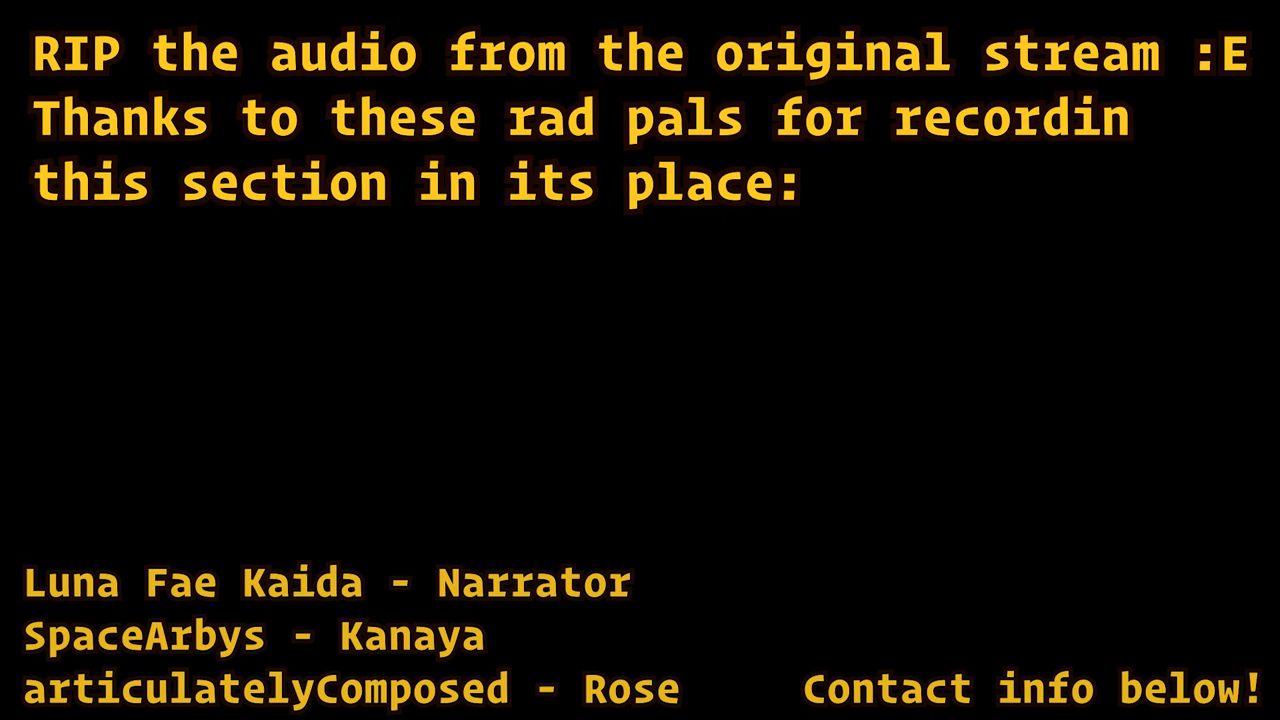 RIP the audio from the original stream :E
Thanks to these rad pals for recordin
this section in its place:
Luna Fae Kaida - Narrator
SpaceArbys - Kanaya
articulatelyComposed - Rose
Contact info below!